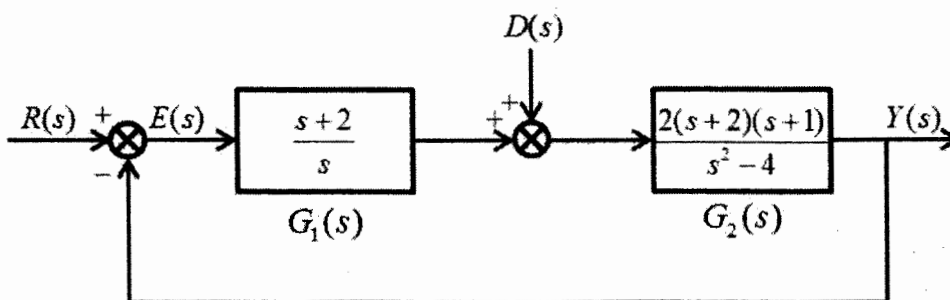 D(s)
R(s) + E(s) s+2 + + 2(s+2)(s+1) Y(s)
− s s² − 4
G₁(s) G₂(s)